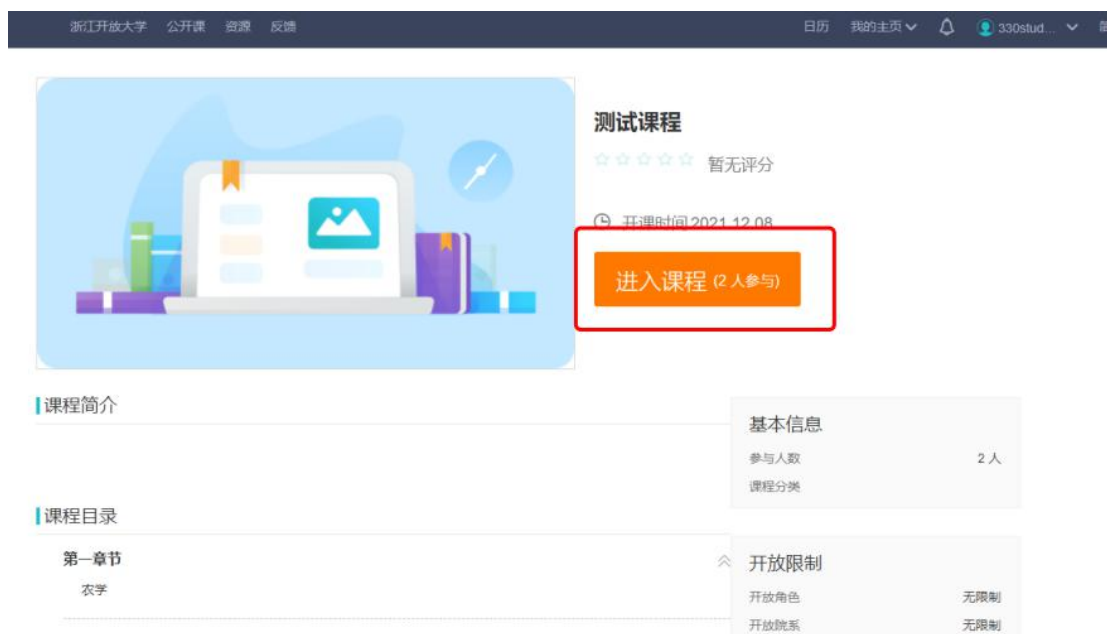 浙江开放大学 公开课 资源 反馈 日历 我的主页 330stud...
测试课程
暂无评分
开课时间 2021.12.08
进入课程 (2 人参与)
课程简介
基本信息
参与人数 2 人
课程分类
课程目录
第一章节
农学
开放限制
开放角色 无限制
开放院系 无限制